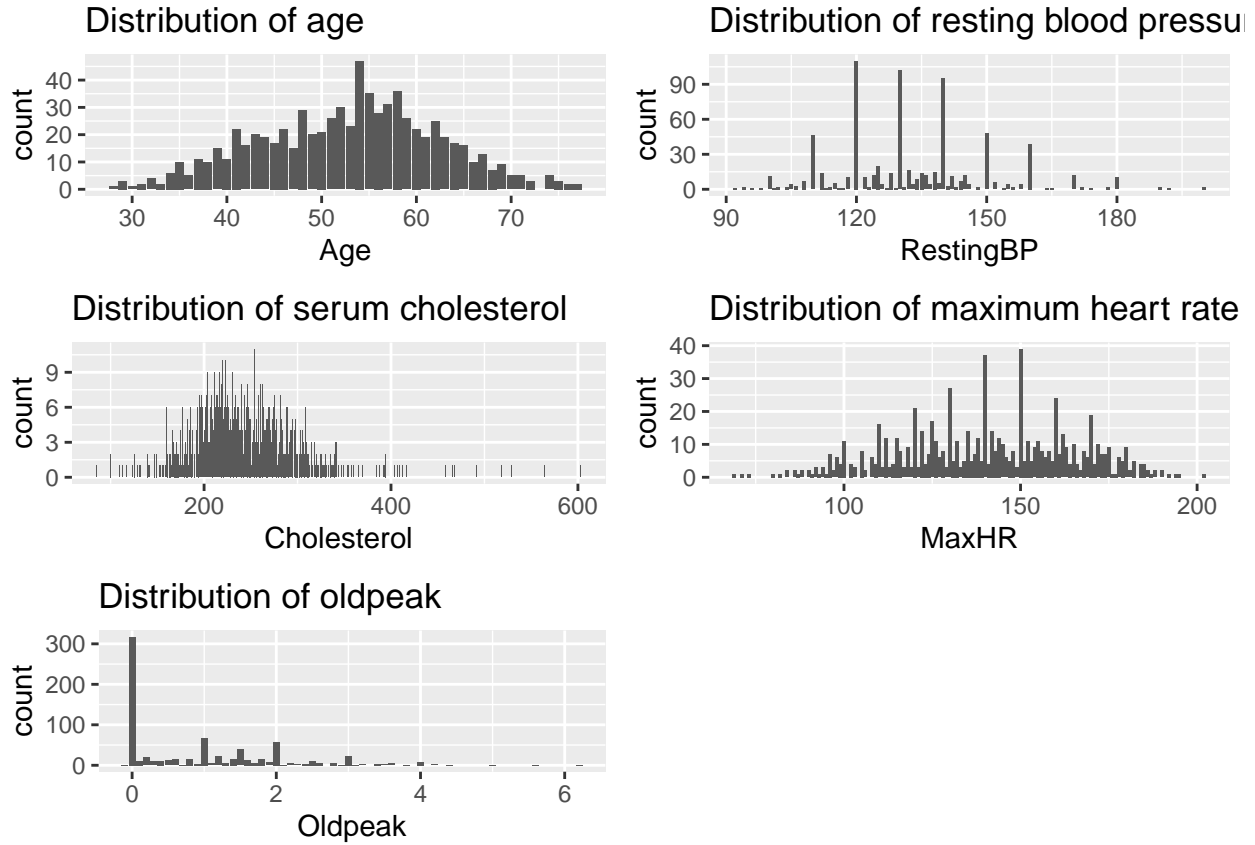 Distribution of age
40
30
20
10
0
count
30 40 50 60 70
Age
Distribution of resting blood pressur
90
60
30
0
count
90 120 150 180
RestingBP
Distribution of serum cholesterol
9
6
3
0
count
200 400 600
Cholesterol
Distribution of maximum heart rate
40
30
20
10
0
count
100 150 200
MaxHR
Distribution of oldpeak
300
200
100
0
count
0 2 4 6
Oldpeak